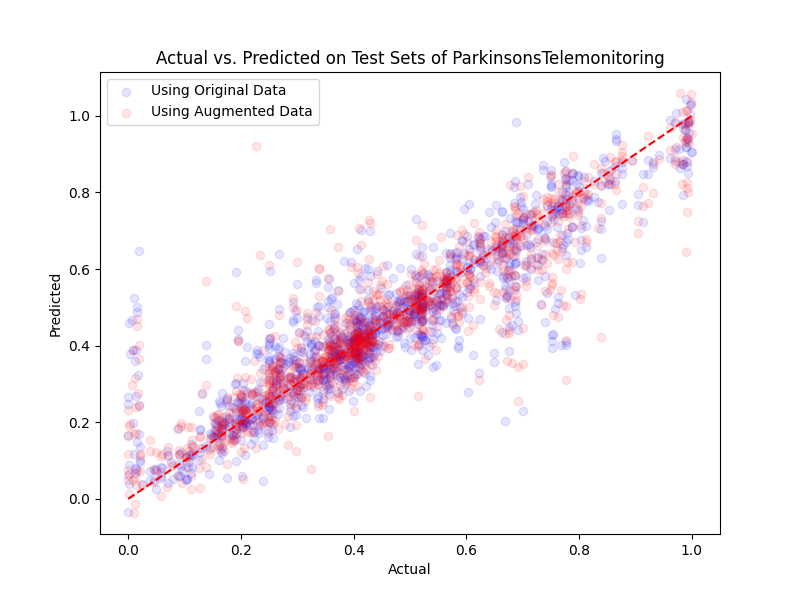 Actual vs. Predicted on Test Sets of ParkinsonsTelemonitoring
Using Original Data
Using Augmented Data
1.0
0.8
0.6
0.4
0.2
0.0
Predicted
0.0 0.2 0.4 0.6 0.8 1.0
Actual